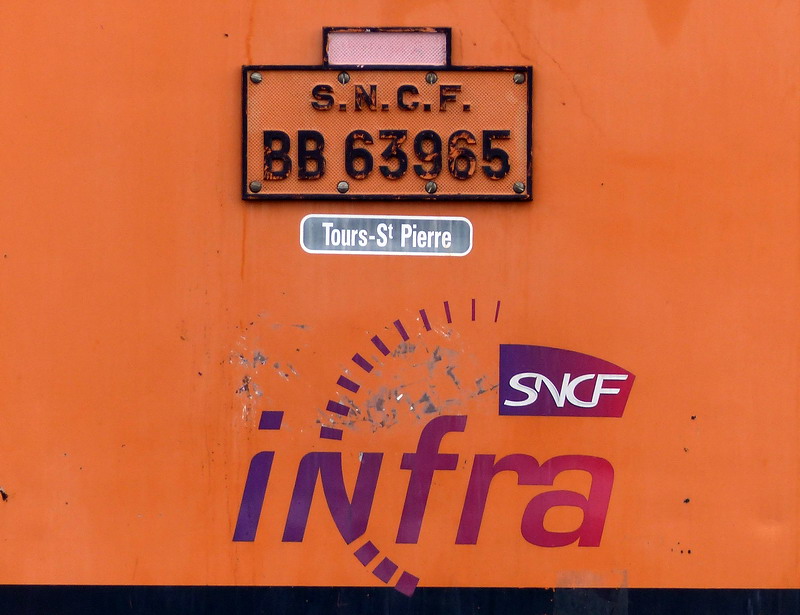 S.N.C.F.
BB 63965
Tours-St Pierre
SNCF
infra